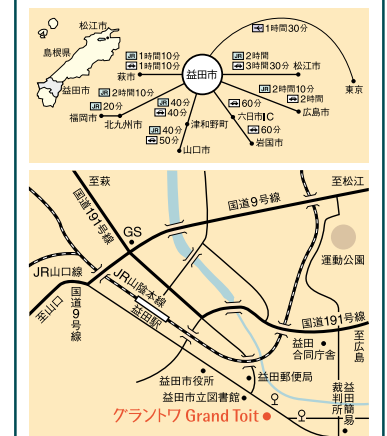 松江市
島根県
益田市
1時間30分
JR 1時間10分
1時間10分
萩市
益田市
JR 2時間
3時間30分
松江市
東京
JR 2時間10分
JR 20分
福岡市
北九州市
JR 40分
40分
津和野町
JR 40分
50分
山口市
60分
六日市IC
60分
岩国市
JR 2時間10分
2時間
広島市
至萩
至松江
国道191号線
国道9号線
GS
運動公園
JR山口線
JR山陰本線
益田駅
至山口
国道9号線
国道191号線
至広島
益田
合同庁舎
益田市役所
益田郵便局
益田市立図書館
益田簡易
裁判所
グラントワ Grand Toit